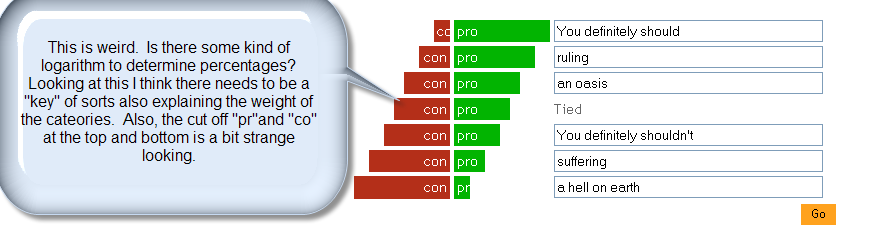 This is weird. Is there some kind of
logarithm to determine percentages?
Looking at this I think there needs to be a
"key" of sorts also explaining the weight of
the cateories. Also, the cut off "pr"and "co"
at the top and bottom is a bit strange
looking.
co pro You definitely should
con pro ruling
con pro an oasis
con pro Tied
con pro You definitely shouldn't
con pro suffering
con pr a hell on earth
Go